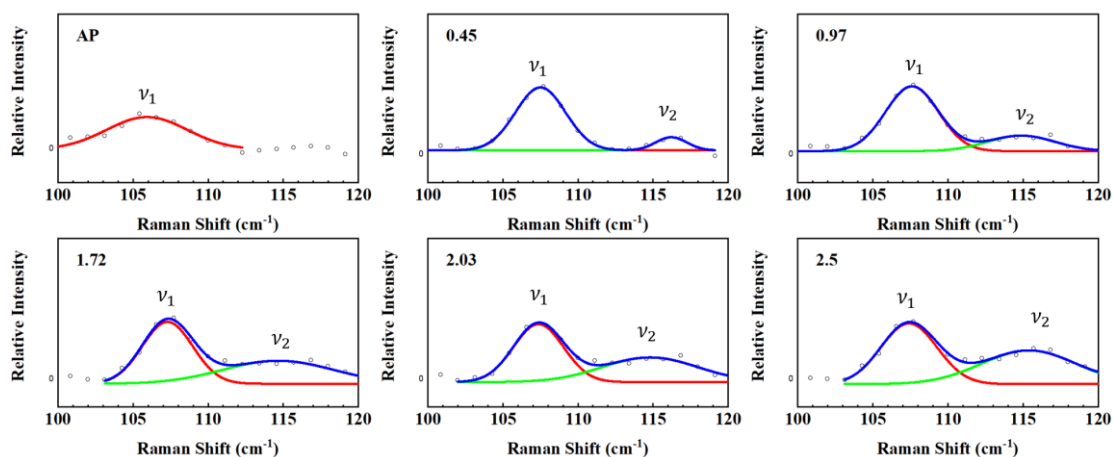 AP
ν₁
Relative Intensity
0
100 105 110 115 120
Raman Shift (cm⁻¹)
0.45
ν₁
ν₂
Relative Intensity
0
100 105 110 115 120
Raman Shift (cm⁻¹)
0.97
ν₁
ν₂
Relative Intensity
0
100 105 110 115 120
Raman Shift (cm⁻¹)
1.72
ν₁
ν₂
Relative Intensity
0
100 105 110 115 120
Raman Shift (cm⁻¹)
2.03
ν₁
ν₂
Relative Intensity
0
100 105 110 115 120
Raman Shift (cm⁻¹)
2.5
ν₁
ν₂
Relative Intensity
0
100 105 110 115 120
Raman Shift (cm⁻¹)